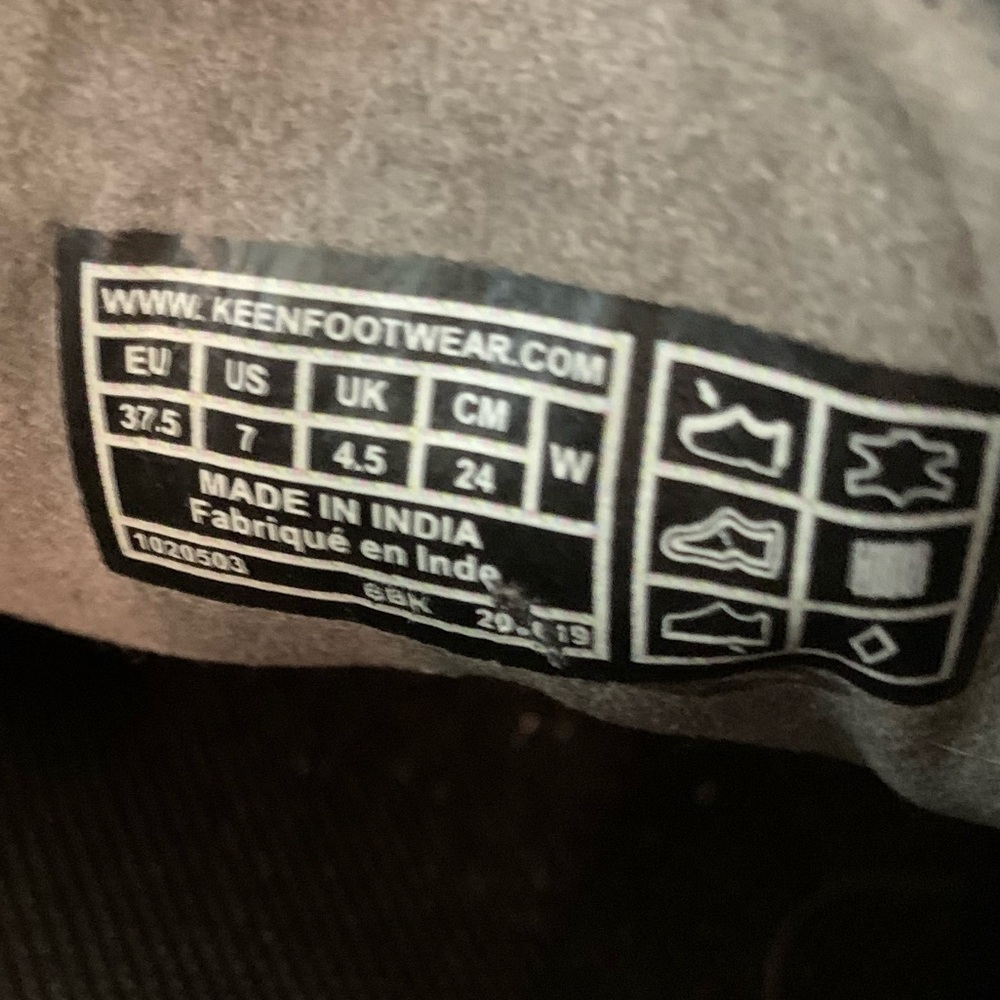 WWW.KEENFOOTWEAR.COM
EU US UK CM W
37.5 7 4.5 24
MADE IN INDIA
Fabriqué en Inde
1020503